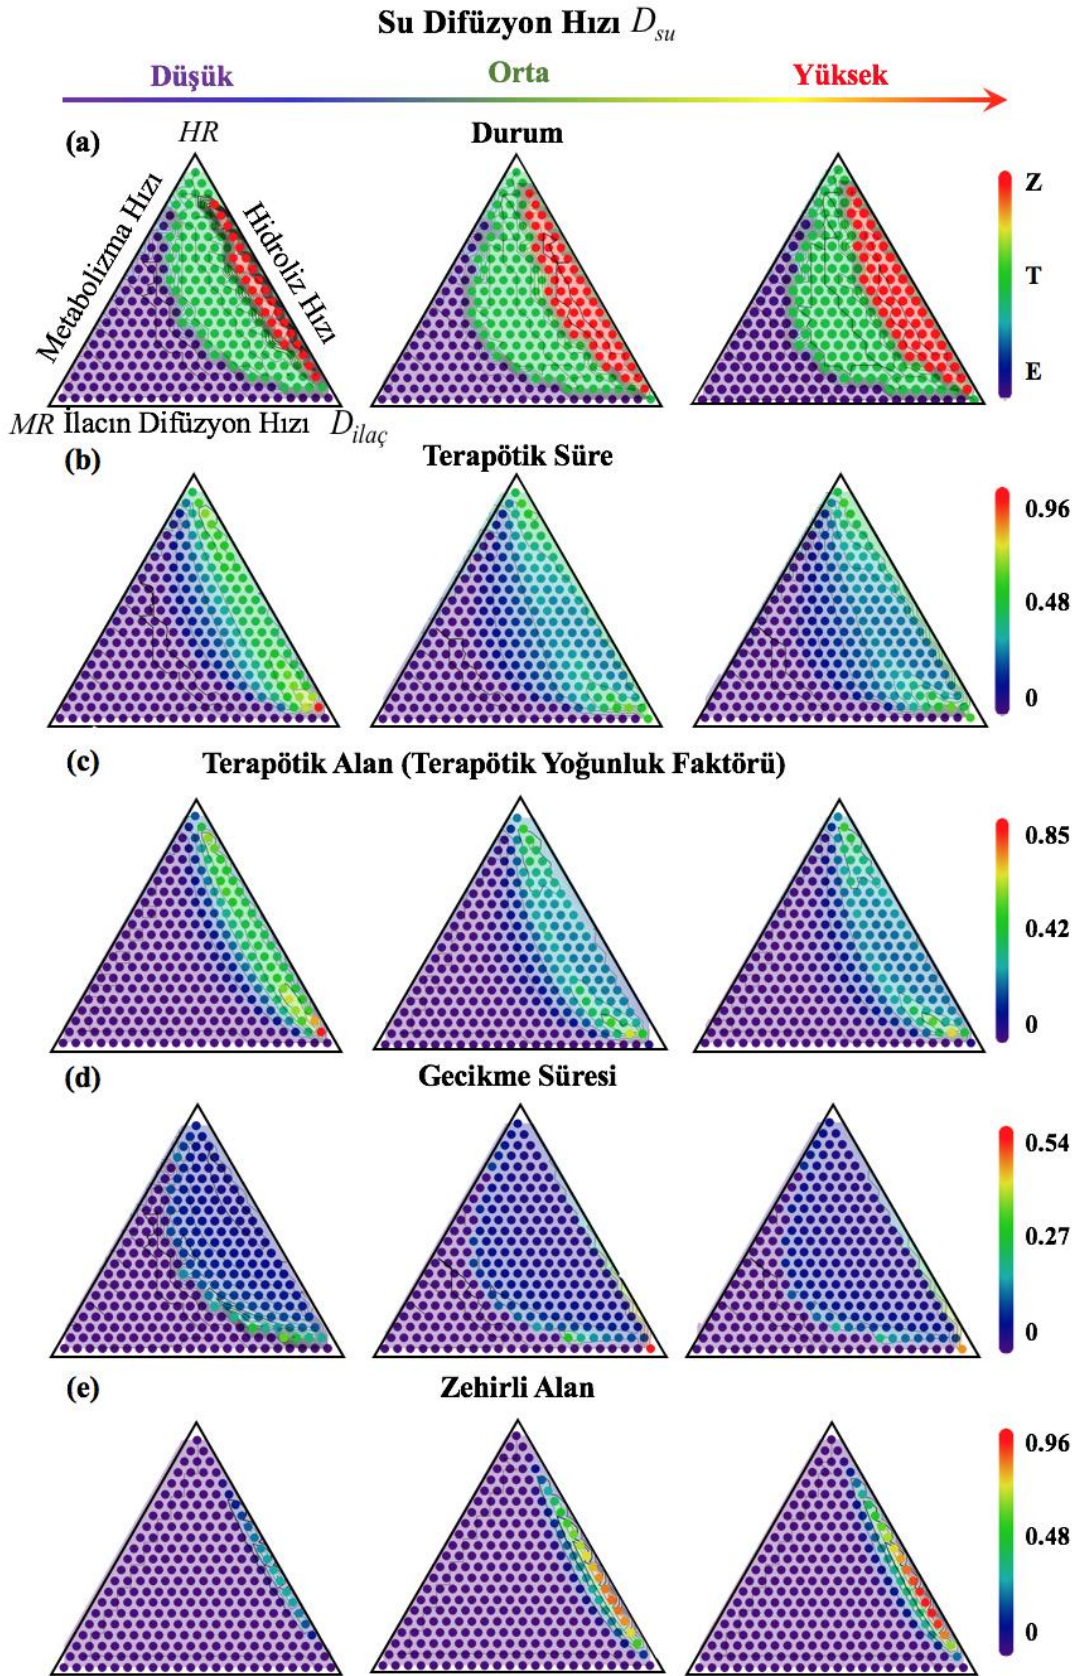 Su Difüzyon Hızı D_su
Düşük Orta Yüksek
(a) HR Durum
Metabolizma Hızı
Hidroliz Hızı
Z
T
E
MR İlacın Difüzyon Hızı D_ilaç
(b) Terapötik Süre
0.96
0.48
0
(c) Terapötik Alan (Terapötik Yoğunluk Faktörü)
0.85
0.42
0
(d) Gecikme Süresi
0.54
0.27
0
(e) Zehirli Alan
0.96
0.48
0